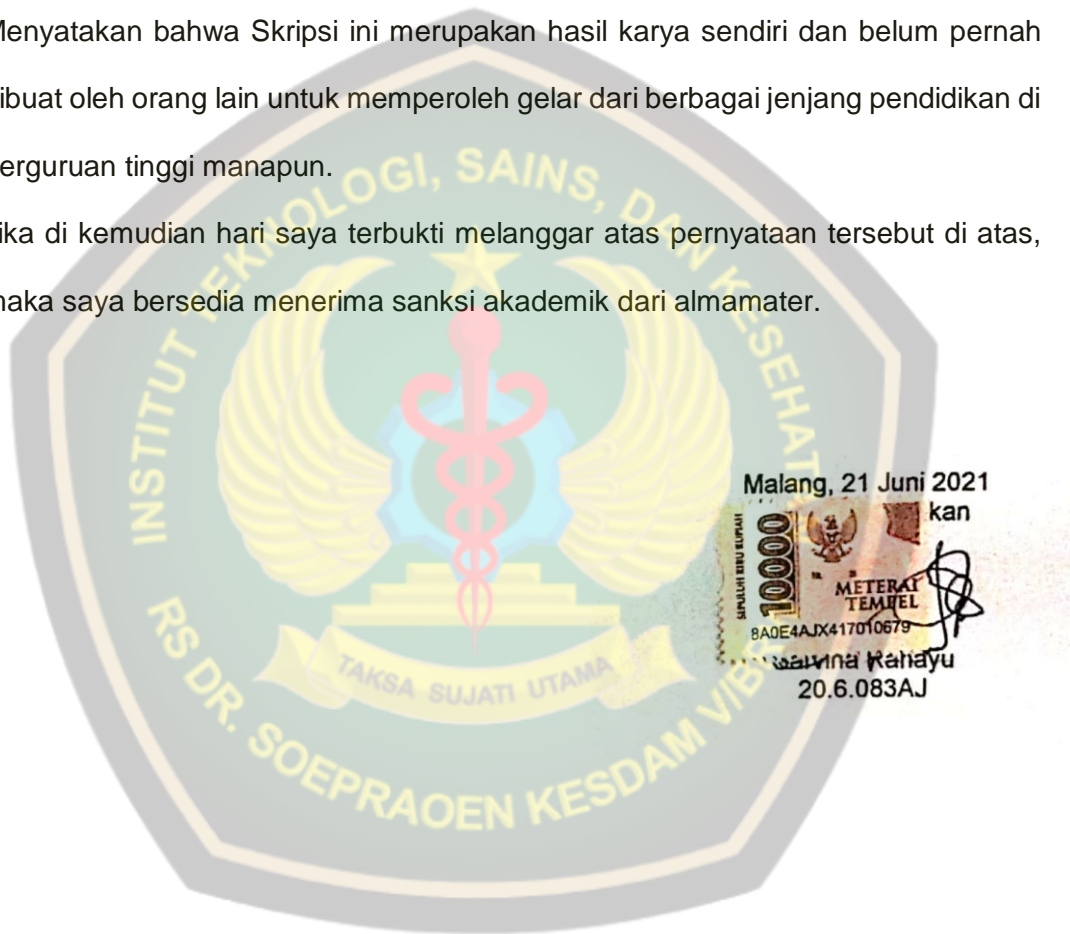 Menyatakan bahwa Skripsi ini merupakan hasil karya sendiri dan belum pernah
ibuat oleh orang lain untuk memperoleh gelar dari berbagai jenjang pendidikan di
erguruan tinggi manapun.
ika di kemudian hari saya terbukti melanggar atas pernyataan tersebut di atas,
maka saya bersedia menerima sanksi akademik dari almamater.
INSTITUT TEKNOLOGI, SAINS, DAN KESEHATAN
RS DR. SOEPRAOEN KESDAM
TAKSA SUJATI UTAMA
Malang, 21 Juni 2021
kan
SEPULUH RIBU RUPIAH
10000
METERAI
TEMPEL
8A0E4AJX417010679
Rahayu
20.6.083AJ